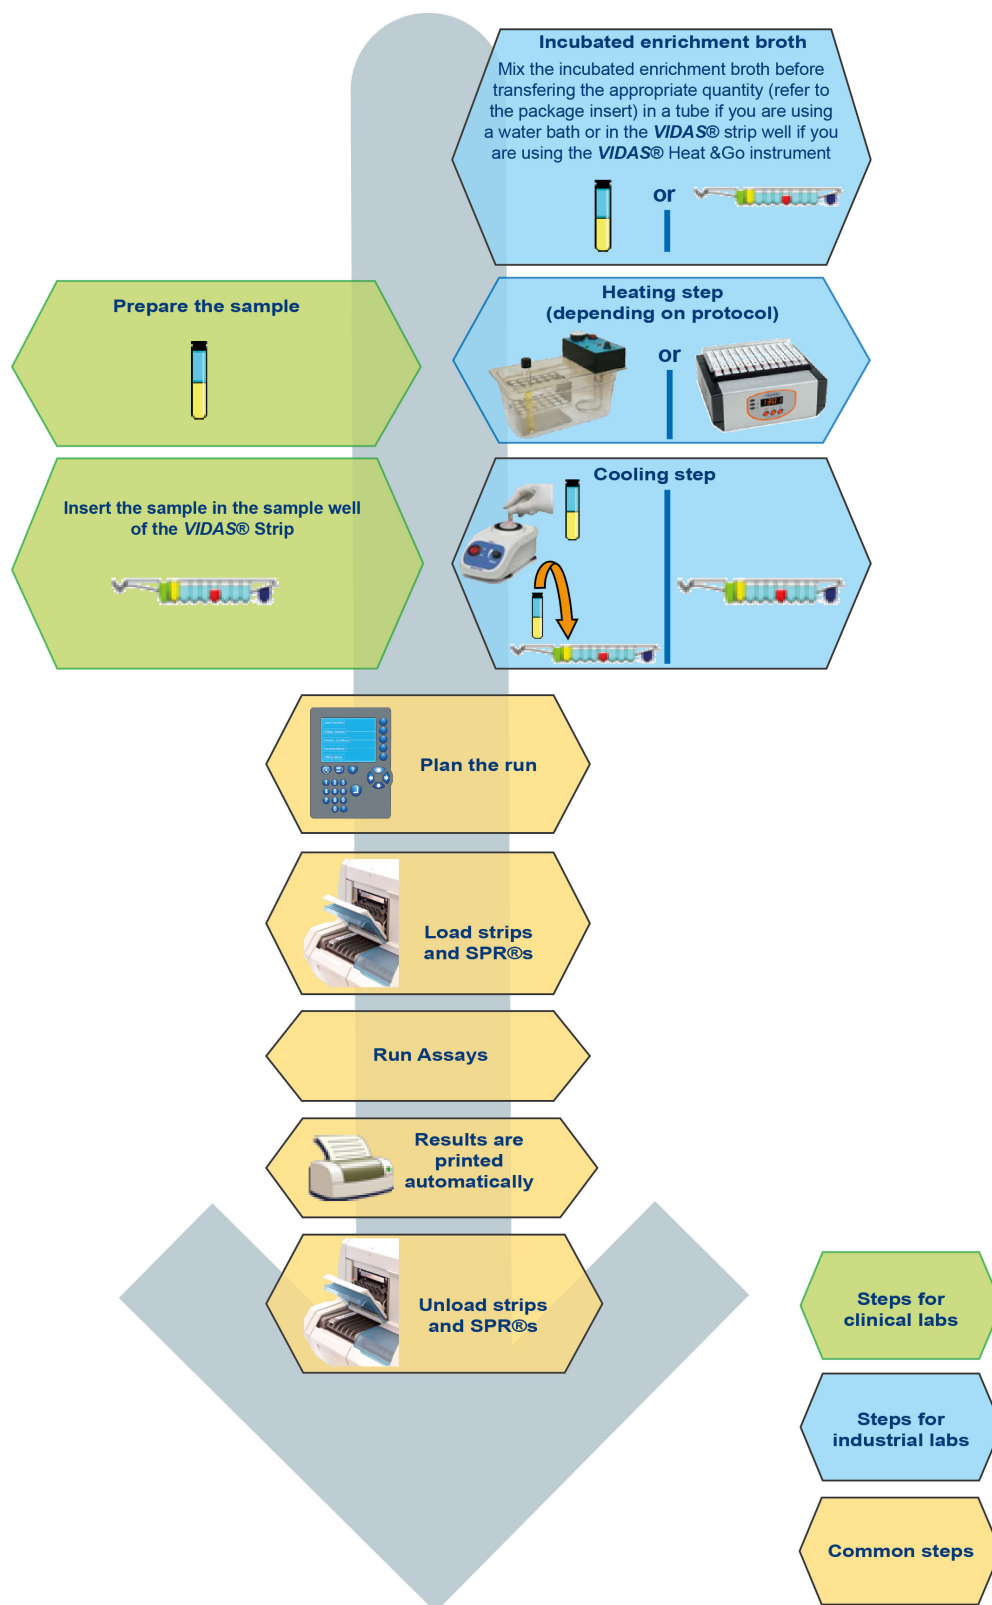 Incubated enrichment broth
Mix the incubated enrichment broth before
transfering the appropriate quantity (refer to
the package insert) in a tube if you are using
a water bath or in the VIDAS® strip well if you
are using the VIDAS® Heat &Go instrument
or
Prepare the sample
Heating step
(depending on protocol)
or
Insert the sample in the sample well
of the VIDAS® Strip
Cooling step
Plan the run
Load strips
and SPR®s
Run Assays
Results are
printed
automatically
Unload strips
and SPR®s
Steps for
clinical labs
Steps for
industrial labs
Common steps